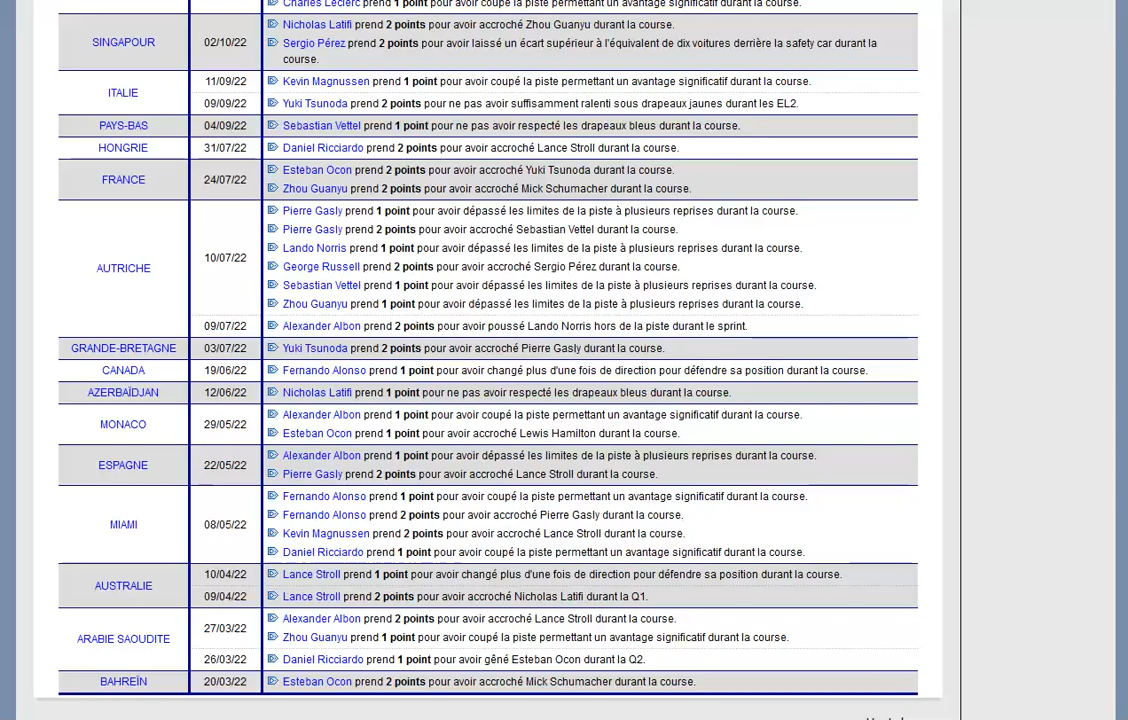 Charles Leclerc prend 1 point pour avoir coupé la piste permettant un avantage significatif durant la course.
SINGAPOUR 02/10/22 Nicholas Latifi prend 2 points pour avoir accroché Zhou Guanyu durant la course.
Sergio Pérez prend 2 points pour avoir laissé un écart supérieur à l'équivalent de dix voitures derrière la safety car durant la
course.
ITALIE 11/09/22 Kevin Magnussen prend 1 point pour avoir coupé la piste permettant un avantage significatif durant la course.
09/09/22 Yuki Tsunoda prend 2 points pour ne pas avoir suffisamment ralenti sous drapeaux jaunes durant les EL2.
PAYS-BAS 04/09/22 Sebastian Vettel prend 1 point pour ne pas avoir respecté les drapeaux bleus durant la course.
HONGRIE 31/07/22 Daniel Ricciardo prend 2 points pour avoir accroché Lance Stroll durant la course.
FRANCE 24/07/22 Esteban Ocon prend 2 points pour avoir accroché Yuki Tsunoda durant la course.
Zhou Guanyu prend 2 points pour avoir accroché Mick Schumacher durant la course.
AUTRICHE 10/07/22 Pierre Gasly prend 1 point pour avoir dépassé les limites de la piste à plusieurs reprises durant la course.
Pierre Gasly prend 2 points pour avoir accroché Sebastian Vettel durant la course.
Lando Norris prend 1 point pour avoir dépassé les limites de la piste à plusieurs reprises durant la course.
George Russell prend 2 points pour avoir accroché Sergio Pérez durant la course.
Sebastian Vettel prend 1 point pour avoir dépassé les limites de la piste à plusieurs reprises durant la course.
Zhou Guanyu prend 1 point pour avoir dépassé les limites de la piste à plusieurs reprises durant la course.
09/07/22 Alexander Albon prend 2 points pour avoir poussé Lando Norris hors de la piste durant le sprint.
GRANDE-BRETAGNE 03/07/22 Yuki Tsunoda prend 2 points pour avoir accroché Pierre Gasly durant la course.
CANADA 19/06/22 Fernando Alonso prend 1 point pour avoir changé plus d'une fois de direction pour défendre sa position durant la course.
AZERBAÏDJAN 12/06/22 Nicholas Latifi prend 1 point pour ne pas avoir respecté les drapeaux bleus durant la course.
MONACO 29/05/22 Alexander Albon prend 1 point pour avoir coupé la piste permettant un avantage significatif durant la course.
Esteban Ocon prend 1 point pour avoir accroché Lewis Hamilton durant la course.
ESPAGNE 22/05/22 Alexander Albon prend 1 point pour avoir dépassé les limites de la piste à plusieurs reprises durant la course.
Pierre Gasly prend 2 points pour avoir accroché Lance Stroll durant la course.
MIAMI 08/05/22 Fernando Alonso prend 1 point pour avoir coupé la piste permettant un avantage significatif durant la course.
Fernando Alonso prend 2 points pour avoir accroché Pierre Gasly durant la course.
Kevin Magnussen prend 2 points pour avoir accroché Lance Stroll durant la course.
Daniel Ricciardo prend 1 point pour avoir coupé la piste permettant un avantage significatif durant la course.
AUSTRALIE 10/04/22 Lance Stroll prend 1 point pour avoir changé plus d'une fois de direction pour défendre sa position durant la course.
09/04/22 Lance Stroll prend 2 points pour avoir accroché Nicholas Latifi durant la Q1.
ARABIE SAOUDITE 27/03/22 Alexander Albon prend 2 points pour avoir accroché Lance Stroll durant la course.
Zhou Guanyu prend 1 point pour avoir coupé la piste permettant un avantage significatif durant la course.
26/03/22 Daniel Ricciardo prend 1 point pour avoir gêné Esteban Ocon durant la Q2.
BAHREÏN 20/03/22 Esteban Ocon prend 2 points pour avoir accroché Mick Schumacher durant la course.